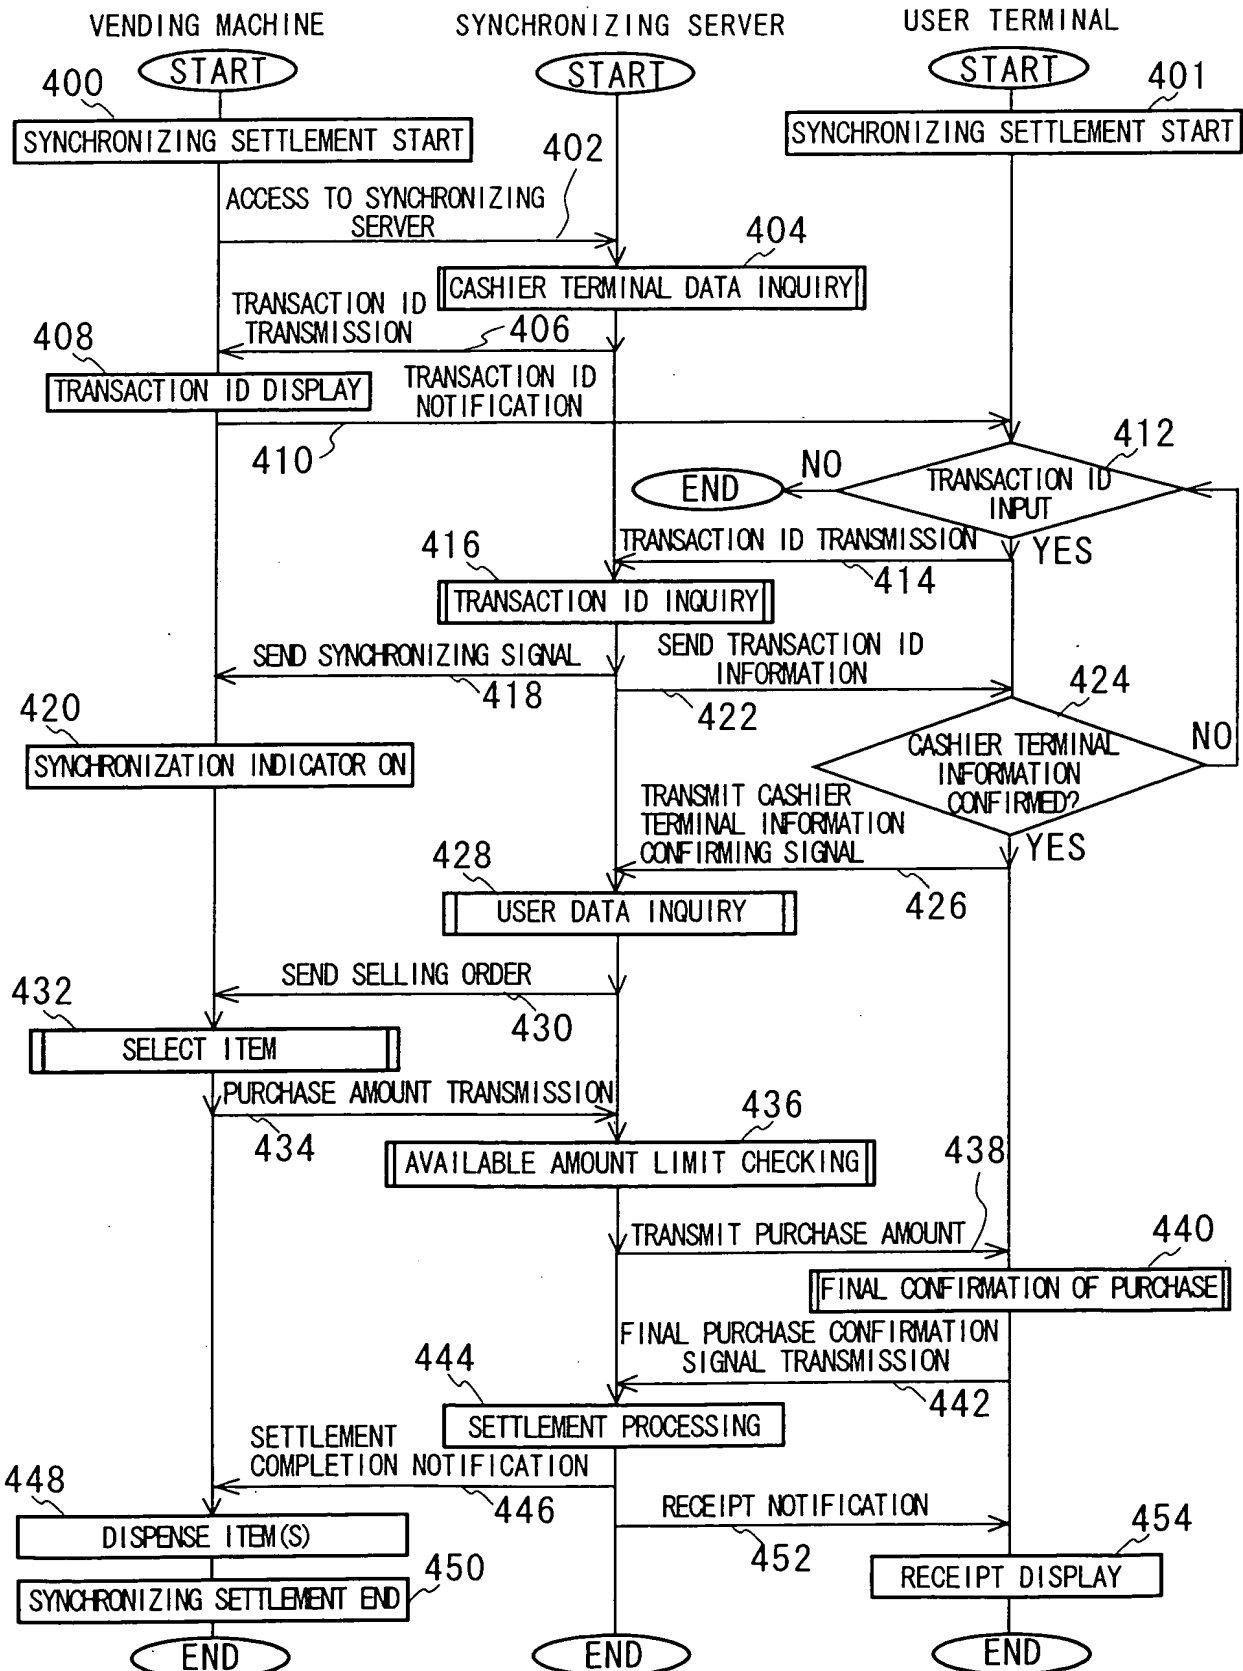 VENDING MACHINE
SYNCHRONIZING SERVER
USER TERMINAL
START
START
START
400
401
SYNCHRONIZING SETTLEMENT START
SYNCHRONIZING SETTLEMENT START
402
ACCESS TO SYNCHRONIZING
SERVER
404
CASHIER TERMINAL DATA INQUIRY
TRANSACTION ID
TRANSMISSION
406
408
TRANSACTION ID DISPLAY
TRANSACTION ID
NOTIFICATION
410
412
NO
END
TRANSACTION ID
INPUT
YES
TRANSACTION ID TRANSMISSION
414
416
TRANSACTION ID INQUIRY
SEND SYNCHRONIZING SIGNAL
418
SEND TRANSACTION ID
INFORMATION
422
424
420
SYNCHRONIZATION INDICATOR ON
CASHIER TERMINAL
INFORMATION
CONFIRMED?
NO
YES
TRANSMIT CASHIER
TERMINAL INFORMATION
CONFIRMING SIGNAL
426
428
USER DATA INQUIRY
SEND SELLING ORDER
430
432
SELECT ITEM
PURCHASE AMOUNT TRANSMISSION
434
436
AVAILABLE AMOUNT LIMIT CHECKING
438
TRANSMIT PURCHASE AMOUNT
440
FINAL CONFIRMATION OF PURCHASE
FINAL PURCHASE CONFIRMATION
SIGNAL TRANSMISSION
442
444
SETTLEMENT PROCESSING
SETTLEMENT
COMPLETION NOTIFICATION
446
448
DISPENSE ITEM(S)
RECEIPT NOTIFICATION
452
454
RECEIPT DISPLAY
450
SYNCHRONIZING SETTLEMENT END
END
END
END